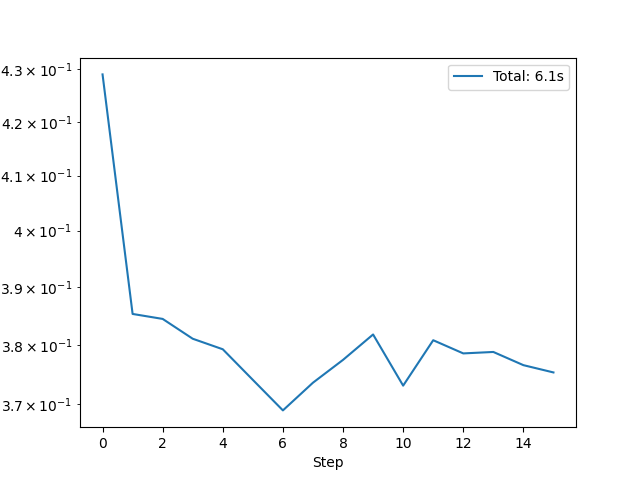 Total: 6.1s
4.3 × 10⁻¹
4.2 × 10⁻¹
4.1 × 10⁻¹
4 × 10⁻¹
3.9 × 10⁻¹
3.8 × 10⁻¹
3.7 × 10⁻¹
0 2 4 6 8 10 12 14
Step